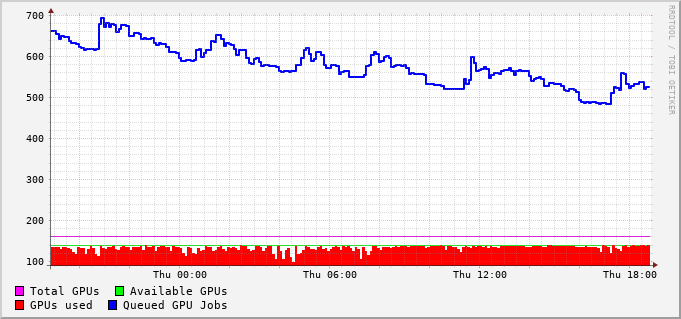 700
600
500
400
300
200
100
Thu 00:00 Thu 06:00 Thu 12:00 Thu 18:00
Total GPUs Available GPUs
GPUs used Queued GPU Jobs
RRDTOOL / TOBI OETIKER